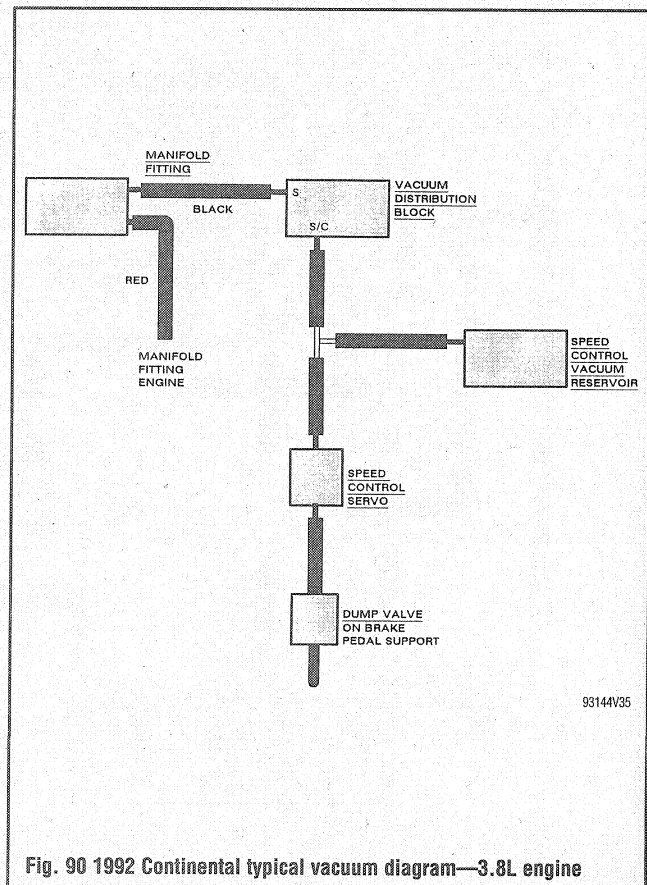 MANIFOLD
FITTING
BLACK
S
S/C
VACUUM
DISTRIBUTION
BLOCK
RED
MANIFOLD
FITTING
ENGINE
SPEED
CONTROL
VACUUM
RESERVOIR
SPEED
CONTROL
SERVO
DUMP VALVE
ON BRAKE
PEDAL SUPPORT
93144V35
Fig. 90 1992 Continental typical vacuum diagram—3.8L engine